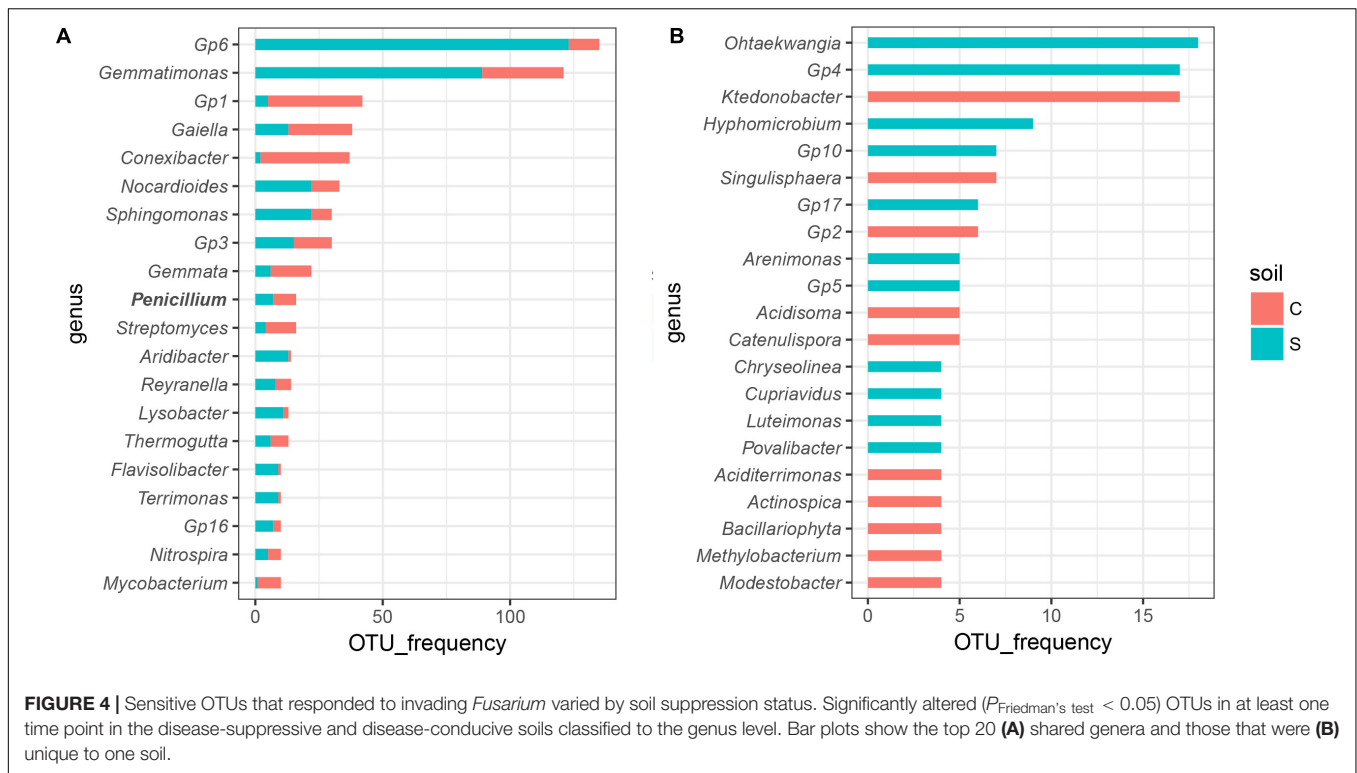 A
Gp6
Gemmatimonas
Gp1
Gaiella
Conexibacter
Nocardioides
Sphingomonas
Gp3
Gemmata
Penicillium
Streptomyces
Aridibacter
Reyranella
Lysobacter
Thermogutta
Flavisolibacter
Terrimonas
Gp16
Nitrospira
Mycobacterium
genus
0 50 100
OTU_frequency
B
Ohtaekwangia
Gp4
Ktedonobacter
Hyphomicrobium
Gp10
Singulisphaera
Gp17
Gp2
Arenimonas
Gp5
Acidisoma
Catenulispora
Chryseolinea
Cupriavidus
Luteimonas
Povalibacter
Aciditerrimonas
Actinospica
Bacillariophyta
Methylobacterium
Modestobacter
genus
0 5 10 15
OTU_frequency
soil
C
S
FIGURE 4 | Sensitive OTUs that responded to invading Fusarium varied by soil suppression status. Significantly altered (P Friedman's test < 0.05) OTUs in at least one
time point in the disease-suppressive and disease-conducive soils classified to the genus level. Bar plots show the top 20 (A) shared genera and those that were (B)
unique to one soil.